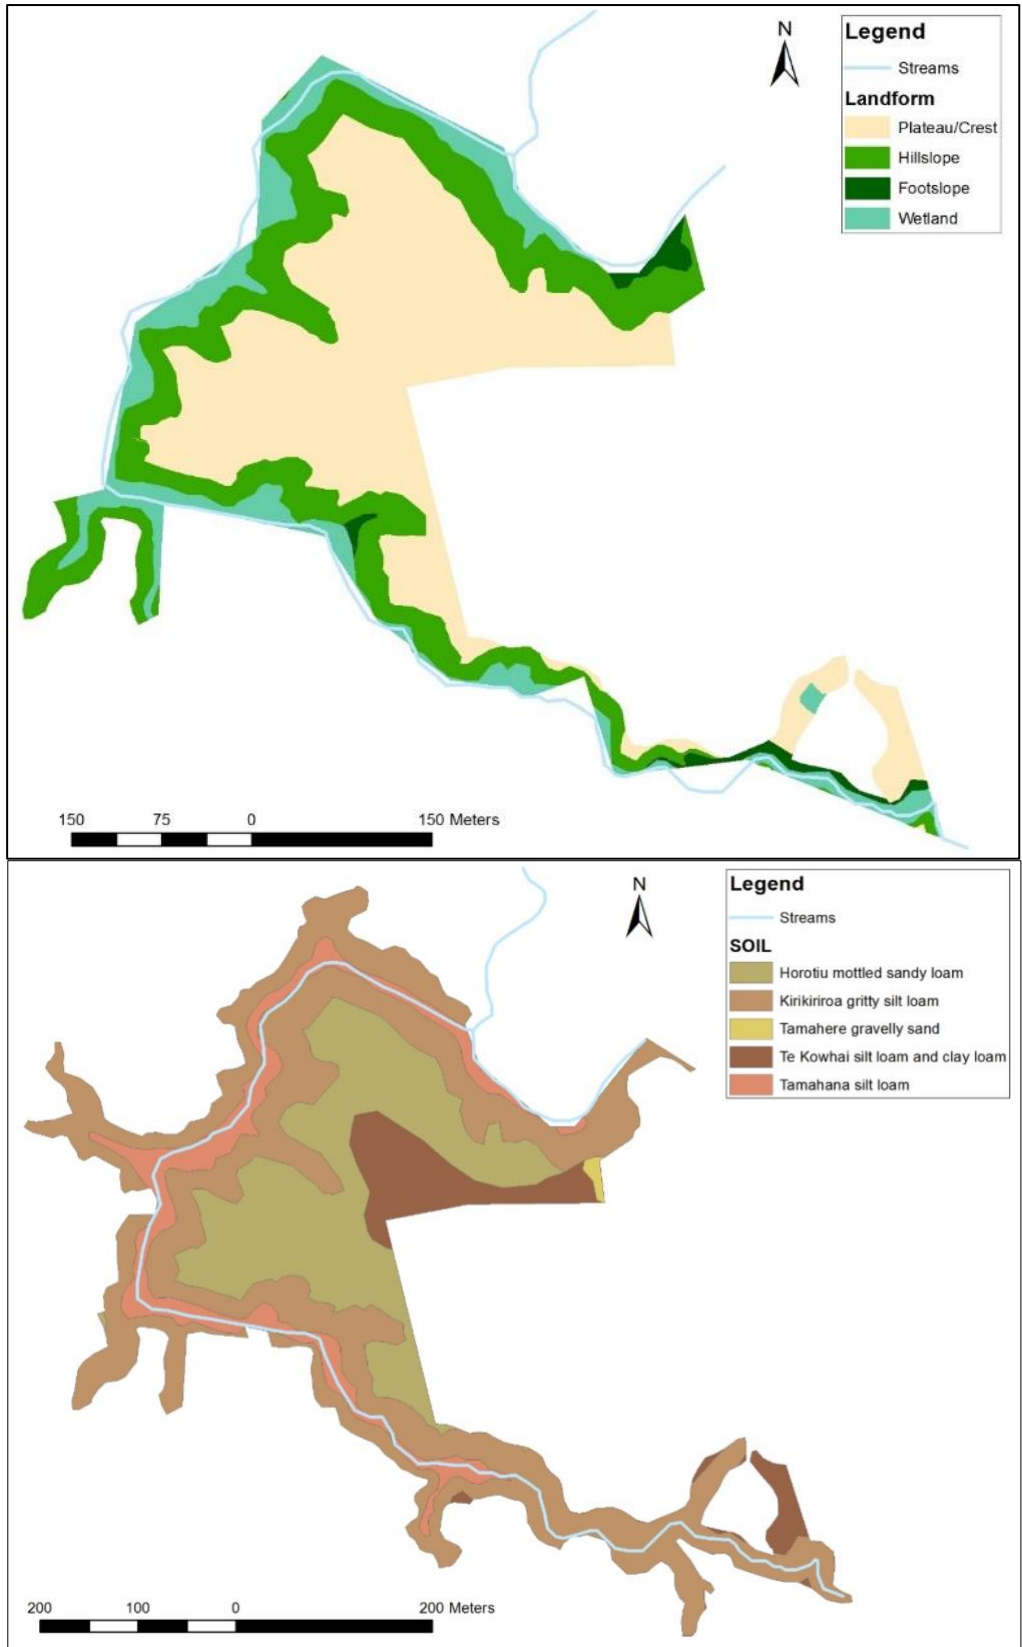 N
Legend
Streams
Landform
Plateau/Crest
Hillslope
Footslope
Wetland
150 75 0 150 Meters
N
Legend
Streams
SOIL
Horotiu mottled sandy loam
Kirikiriroa gritty silt loam
Tamahere gravelly sand
Te Kowhai silt loam and clay loam
Tamahana silt loam
200 100 0 200 Meters